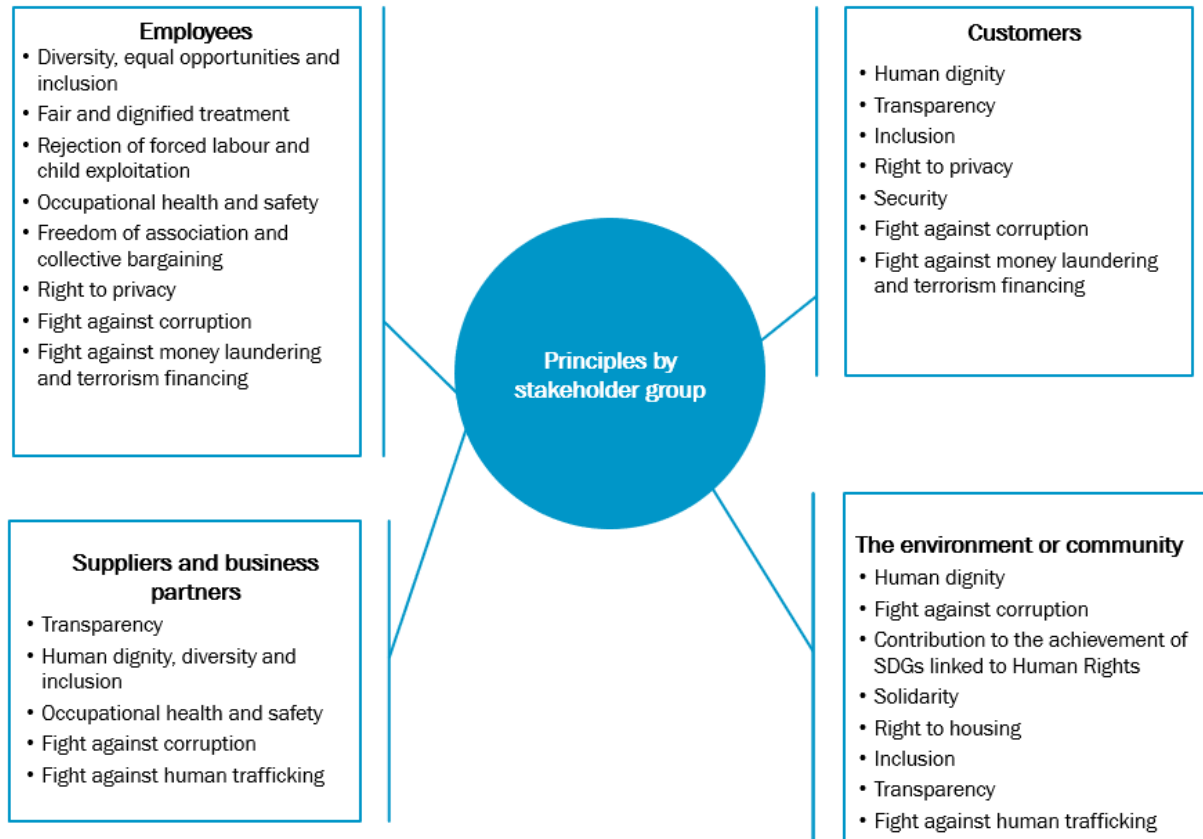 Employees
• Diversity, equal opportunities and
inclusion
• Fair and dignified treatment
• Rejection of forced labour and
child exploitation
• Occupational health and safety
• Freedom of association and
collective bargaining
• Right to privacy
• Fight against corruption
• Fight against money laundering
and terrorism financing
Customers
• Human dignity
• Transparency
• Inclusion
• Right to privacy
• Security
• Fight against corruption
• Fight against money laundering
and terrorism financing
Principles by
stakeholder group
Suppliers and business
partners
• Transparency
• Human dignity, diversity and
inclusion
• Occupational health and safety
• Fight against corruption
• Fight against human trafficking
The environment or community
• Human dignity
• Fight against corruption
• Contribution to the achievement of
SDGs linked to Human Rights
• Solidarity
• Right to housing
• Inclusion
• Transparency
• Fight against human trafficking